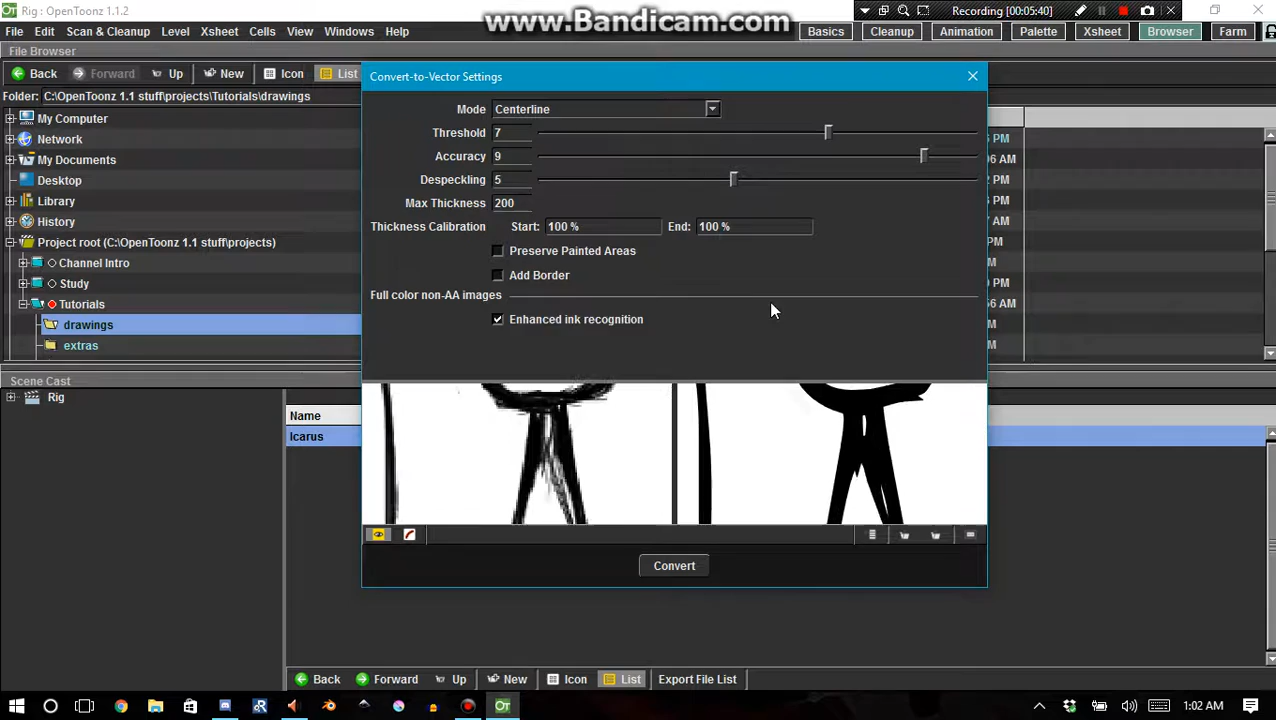 www.Bandicam.com
Rig : OpenToonz 1.1.2
Recording [00:05:40]
File Edit Scan & Cleanup Level Xsheet Cells View Windows Help
Basics Cleanup Animation Palette Xsheet Browser Farm
File Browser
Back Forward Up New Icon List
Convert-to-Vector Settings
Folder: C:\OpenToonz 1.1 stuff\projects\Tutorials\drawings
My Computer
Network
My Documents
Desktop
Library
History
Project root (C:\OpenToonz 1.1 stuff\projects)
Channel Intro
Study
Tutorials
drawings
extras
Mode Centerline
Threshold 7
Accuracy 9
Despeckling 5
Max Thickness 200
Thickness Calibration Start: 100 % End: 100 %
Preserve Painted Areas
Add Border
Full color non-AA images
Enhanced ink recognition
Convert
Scene Cast
Rig
Name
Icarus
Back Forward Up New Icon List Export File List
1:02 AM